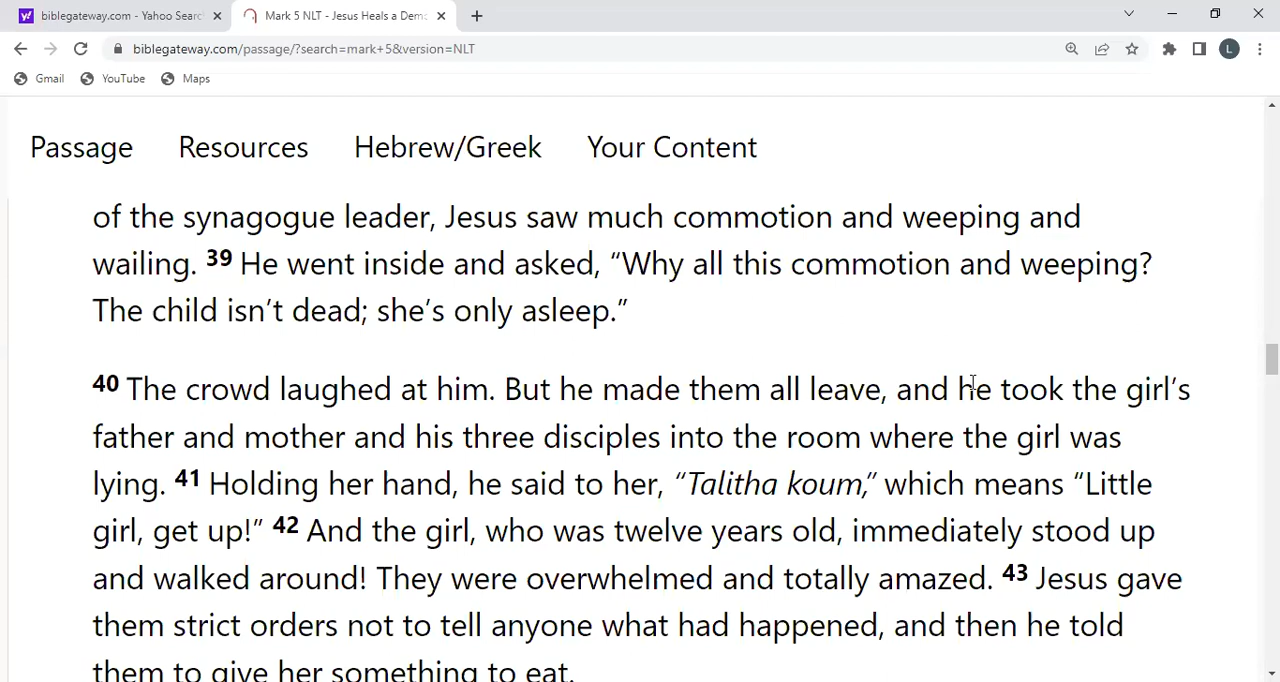 biblegateway.com - Yahoo Searc
Mark 5 NLT - Jesus Heals a Demo
biblegateway.com/passage/?search=mark+5&version=NLT
L
Gmail YouTube Maps
Passage Resources Hebrew/Greek Your Content
of the synagogue leader, Jesus saw much commotion and weeping and
wailing. 39 He went inside and asked, “Why all this commotion and weeping?
The child isn’t dead; she’s only asleep.”
40 The crowd laughed at him. But he made them all leave, and he took the girl’s
father and mother and his three disciples into the room where the girl was
lying. 41 Holding her hand, he said to her, “Talitha koum,” which means “Little
girl, get up!” 42 And the girl, who was twelve years old, immediately stood up
and walked around! They were overwhelmed and totally amazed. 43 Jesus gave
them strict orders not to tell anyone what had happened, and then he told
them to give her something to eat.